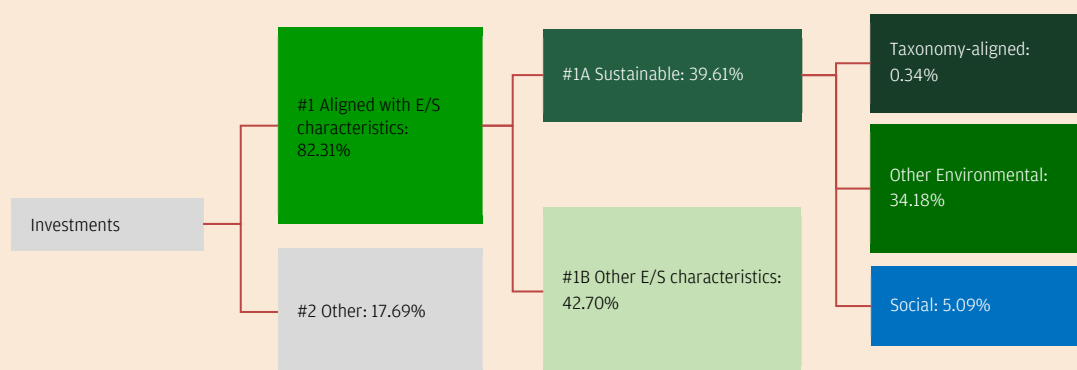 Investments
#1 Aligned with E/S
characteristics:
82.31%
#2 Other: 17.69%
#1A Sustainable: 39.61%
#1B Other E/S characteristics:
42.70%
Taxonomy-aligned:
0.34%
Other Environmental:
34.18%
Social: 5.09%